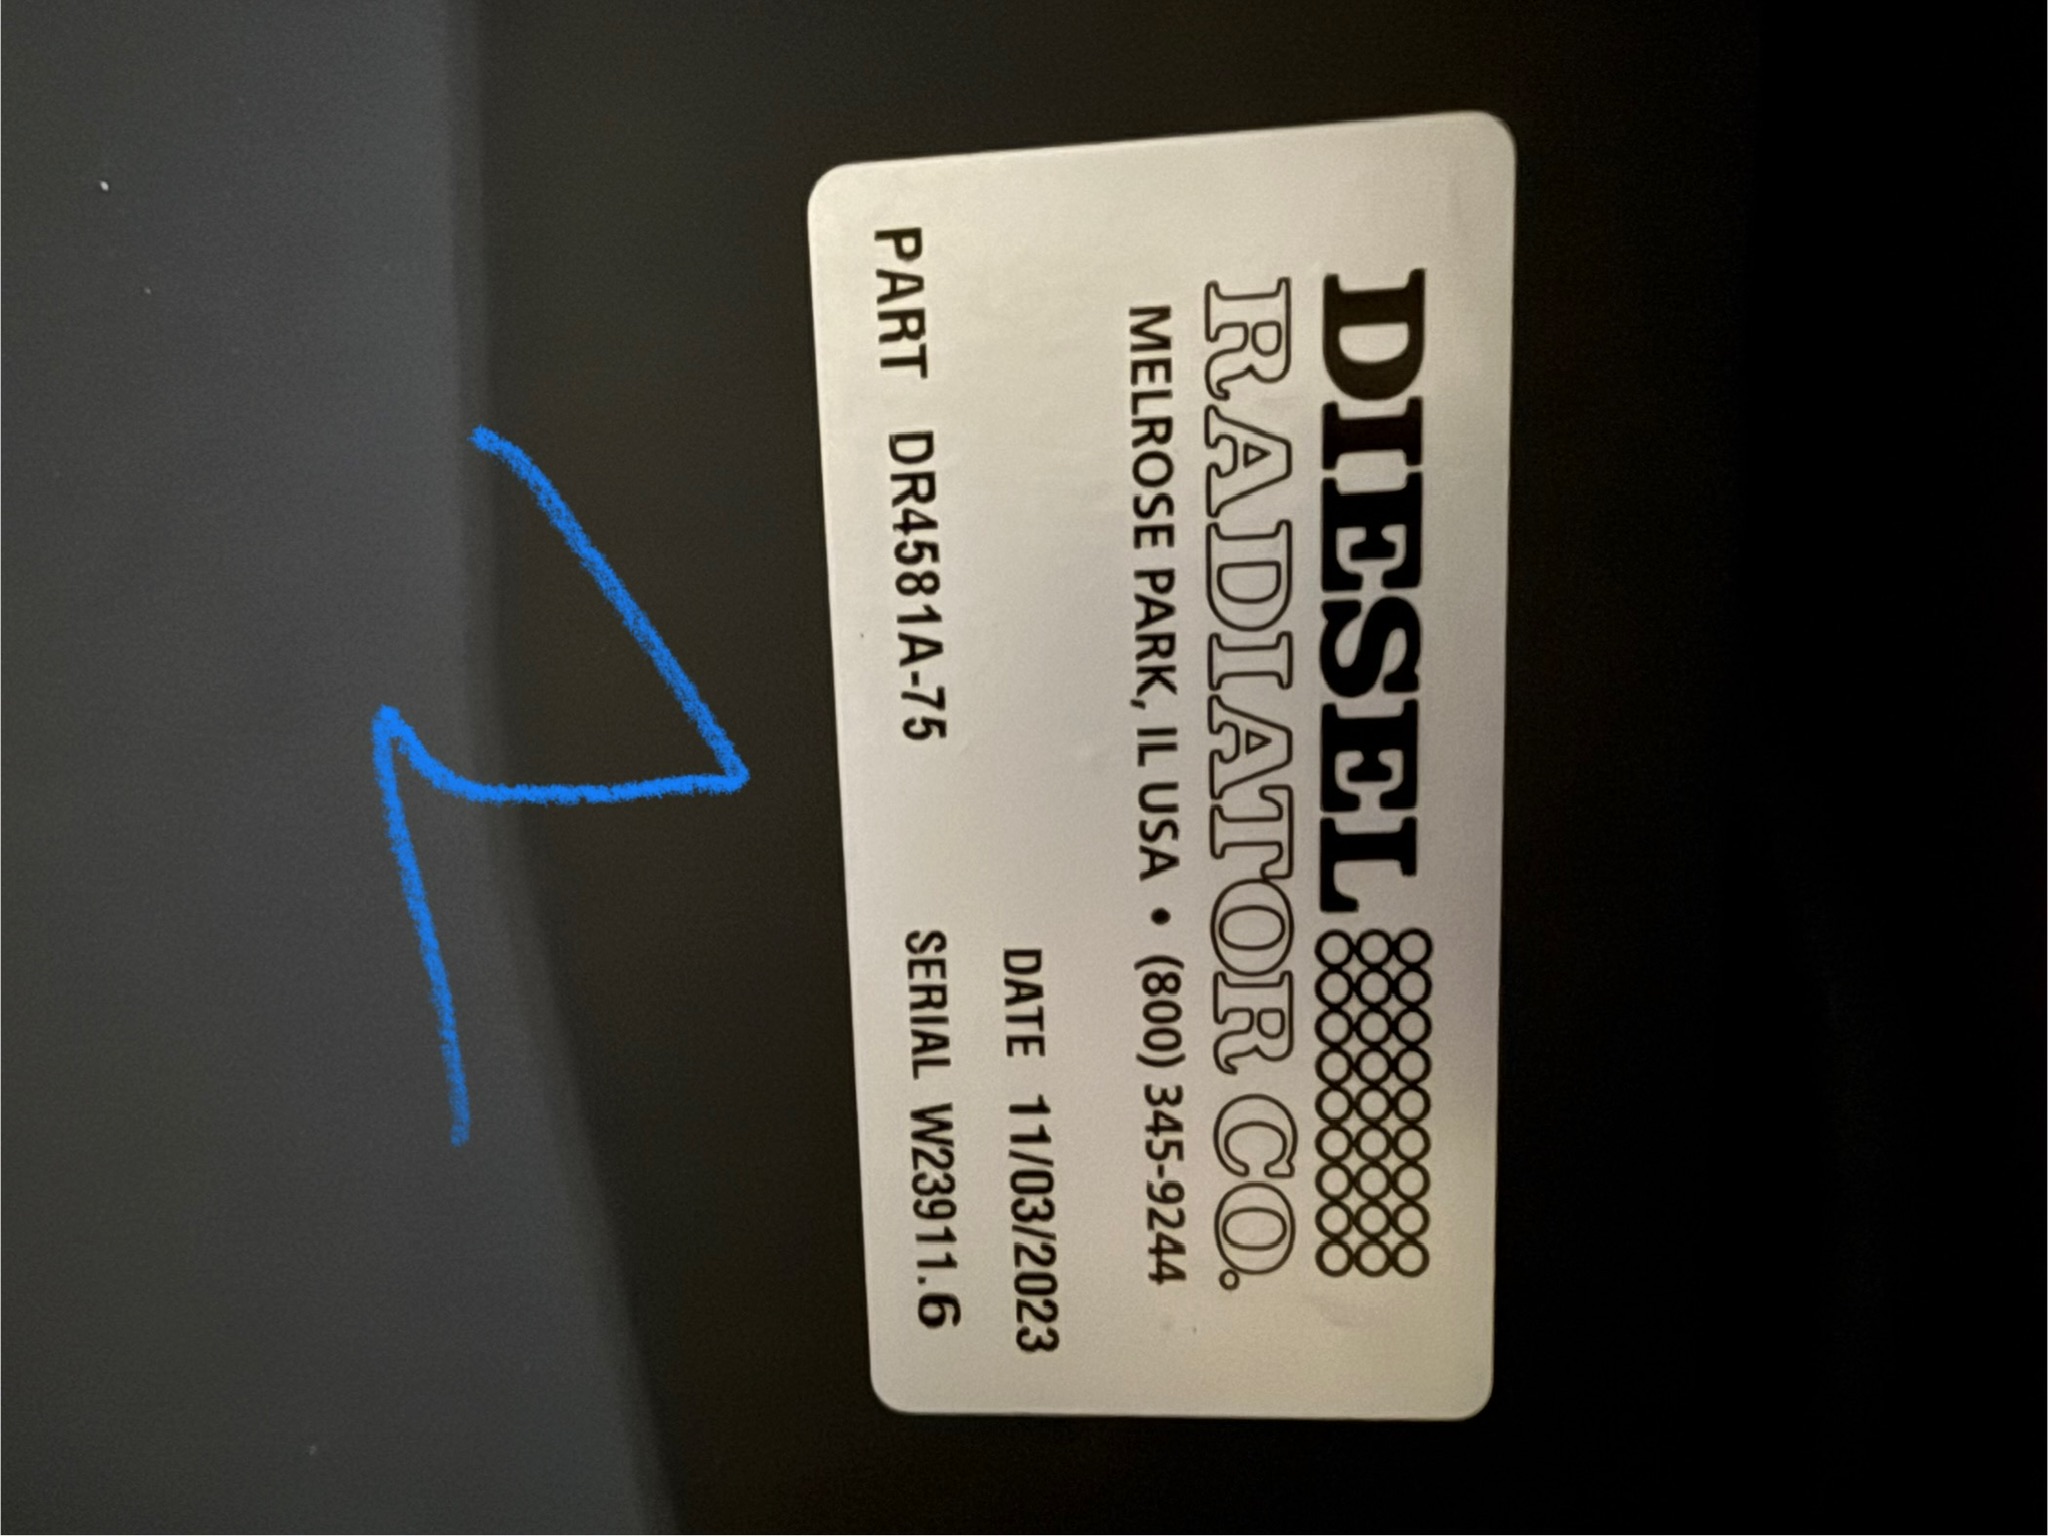 DIESEL
RADIATOR CO.
MELROSE PARK, IL USA • (800) 345-9244
DATE 11/03/2023
PART DR4581A-75 SERIAL W23911.6